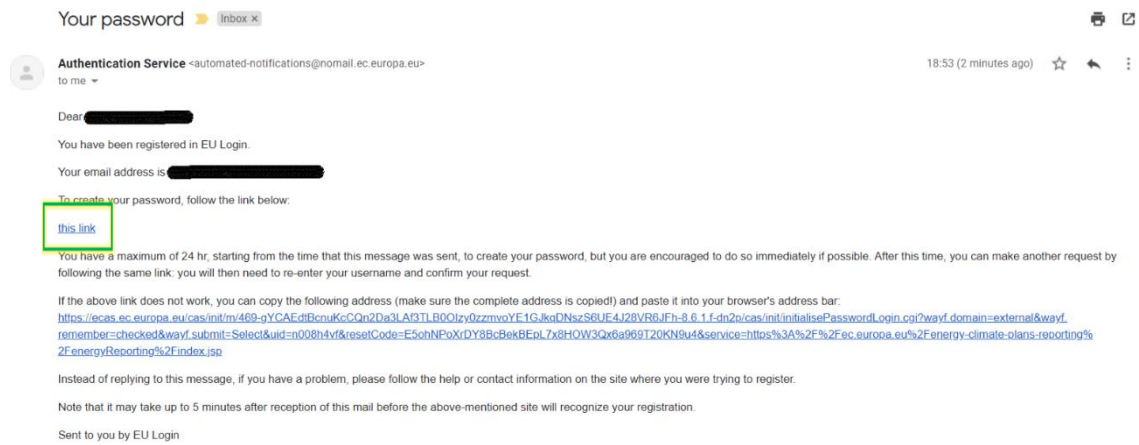 Your password Inbox ×
Authentication Service <automated-notifications@nomail.ec.europa.eu> 18:53 (2 minutes ago)
to me
Dear
You have been registered in EU Login.
Your email address is
To create your password, follow the link below:
this link
You have a maximum of 24 hr, starting from the time that this message was sent, to create your password, but you are encouraged to do so immediately if possible. After this time, you can make another request by
following the same link: you will then need to re-enter your username and confirm your request.
If the above link does not work, you can copy the following address (make sure the complete address is copied!) and paste it into your browser's address bar:
https://ecas.ec.europa.eu/cas/init/m/469-gYCAEdtBcnuKcCQn2Da3LAf3TLB0OIzy0zzmvoYE1GJkqDNszS6UE4J28VR6JFh-8.6.1.f-dn2p/cas/init/initialisePasswordLogin.cgi?wayf.domain=external&wayf.
remember=checked&wayf.submit=Select&uid=n008h4vf&resetCode=E5ohNPoXrDY8BcBekBEpL7x8HOW3Qx6a969T20KN9u4&service=https%3A%2F%2Fec.europa.eu%2Fenergy-climate-plans-reporting%
2FenergyReporting%2Findex.jsp
Instead of replying to this message, if you have a problem, please follow the help or contact information on the site where you were trying to register.
Note that it may take up to 5 minutes after reception of this mail before the above-mentioned site will recognize your registration.
Sent to you by EU Login